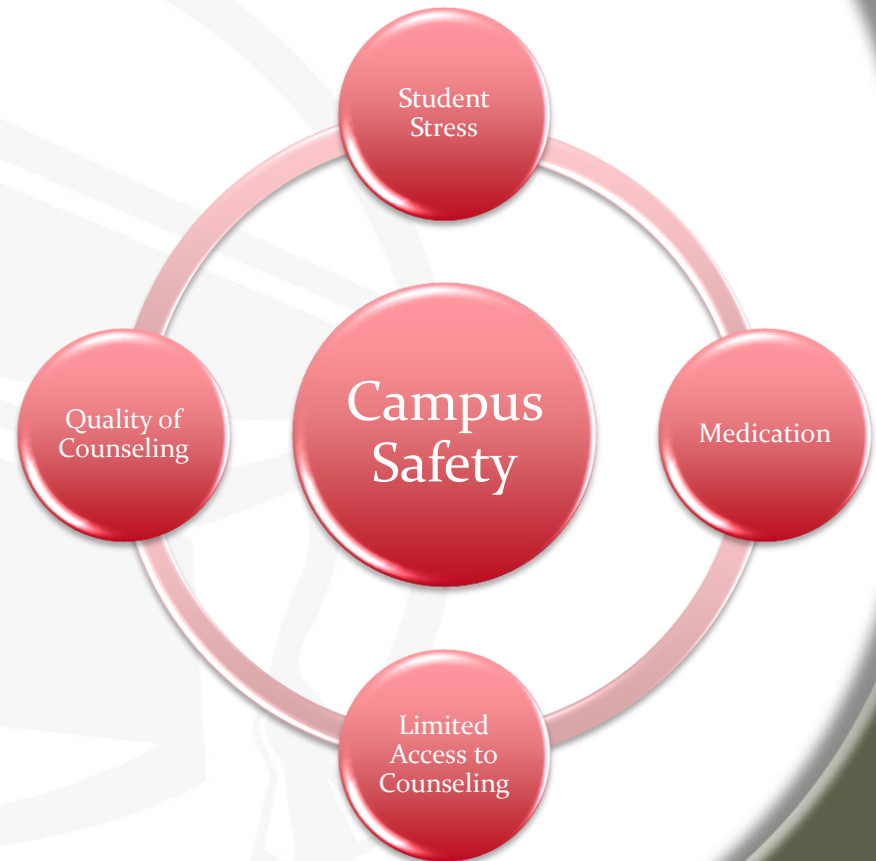 Student
Stress
Quality of
Counseling
Campus
Safety
Medication
Limited
Access to
Counseling